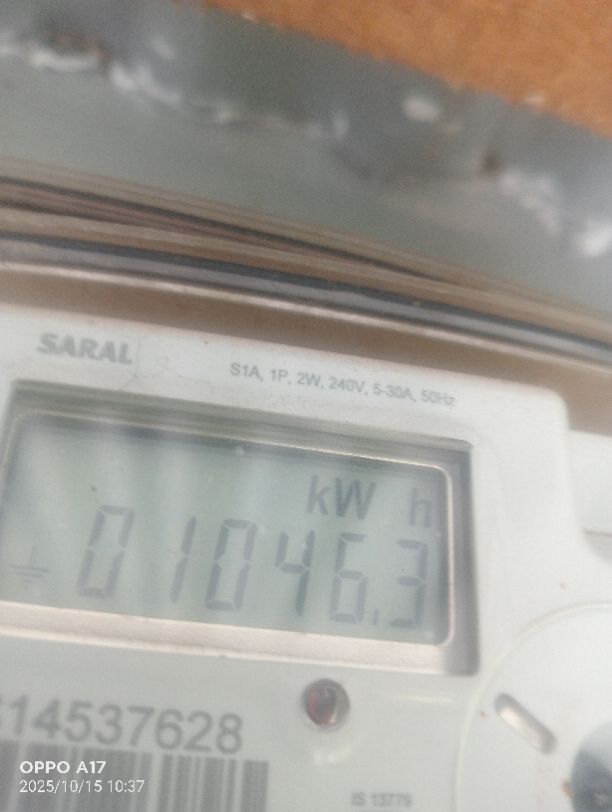 SARAL
S1A, 1P, 2W, 240V, 5-30A, 50Hz
kW h
01046.3
14537628
IS 13779
OPPO A17
2025/10/15 10:37